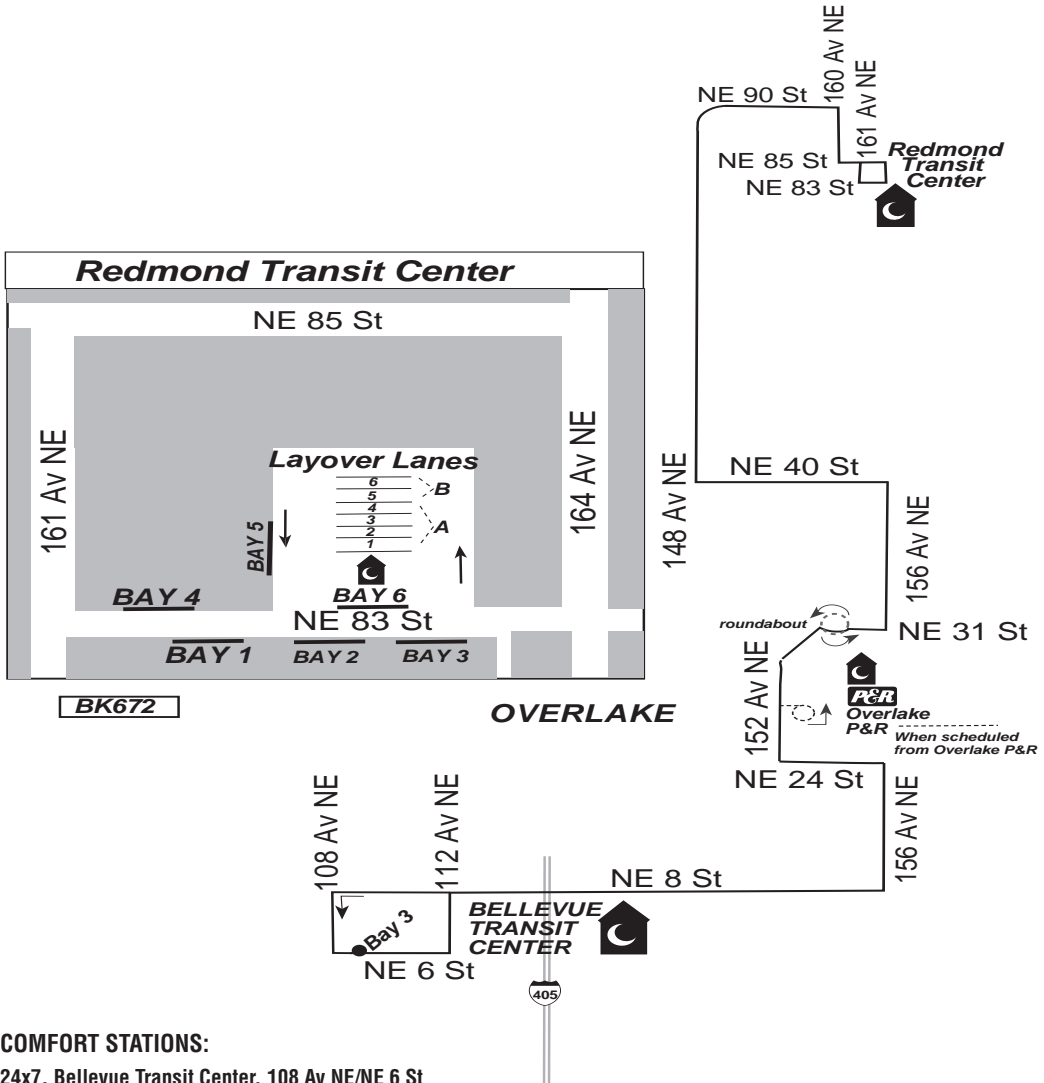 160 Av NE
161 Av NE
NE 90 St
NE 85 St
NE 83 St
Redmond
Transit
Center
Redmond Transit Center
NE 85 St
161 Av NE
164 Av NE
Layover Lanes
6
5
4
3
2
1
B
A
BAY 5
BAY 4
BAY 6
NE 83 St
BAY 1
BAY 2
BAY 3
BK672
148 Av NE
NE 40 St
156 Av NE
roundabout
NE 31 St
152 Av NE
P&R
Overlake
P&R
When scheduled
from Overlake P&R
OVERLAKE
NE 24 St
156 Av NE
108 Av NE
112 Av NE
NE 8 St
Bay 3
BELLEVUE
TRANSIT
CENTER
NE 6 St
405
COMFORT STATIONS:
24x7, Bellevue Transit Center, 108 Av NE/NE 6 St